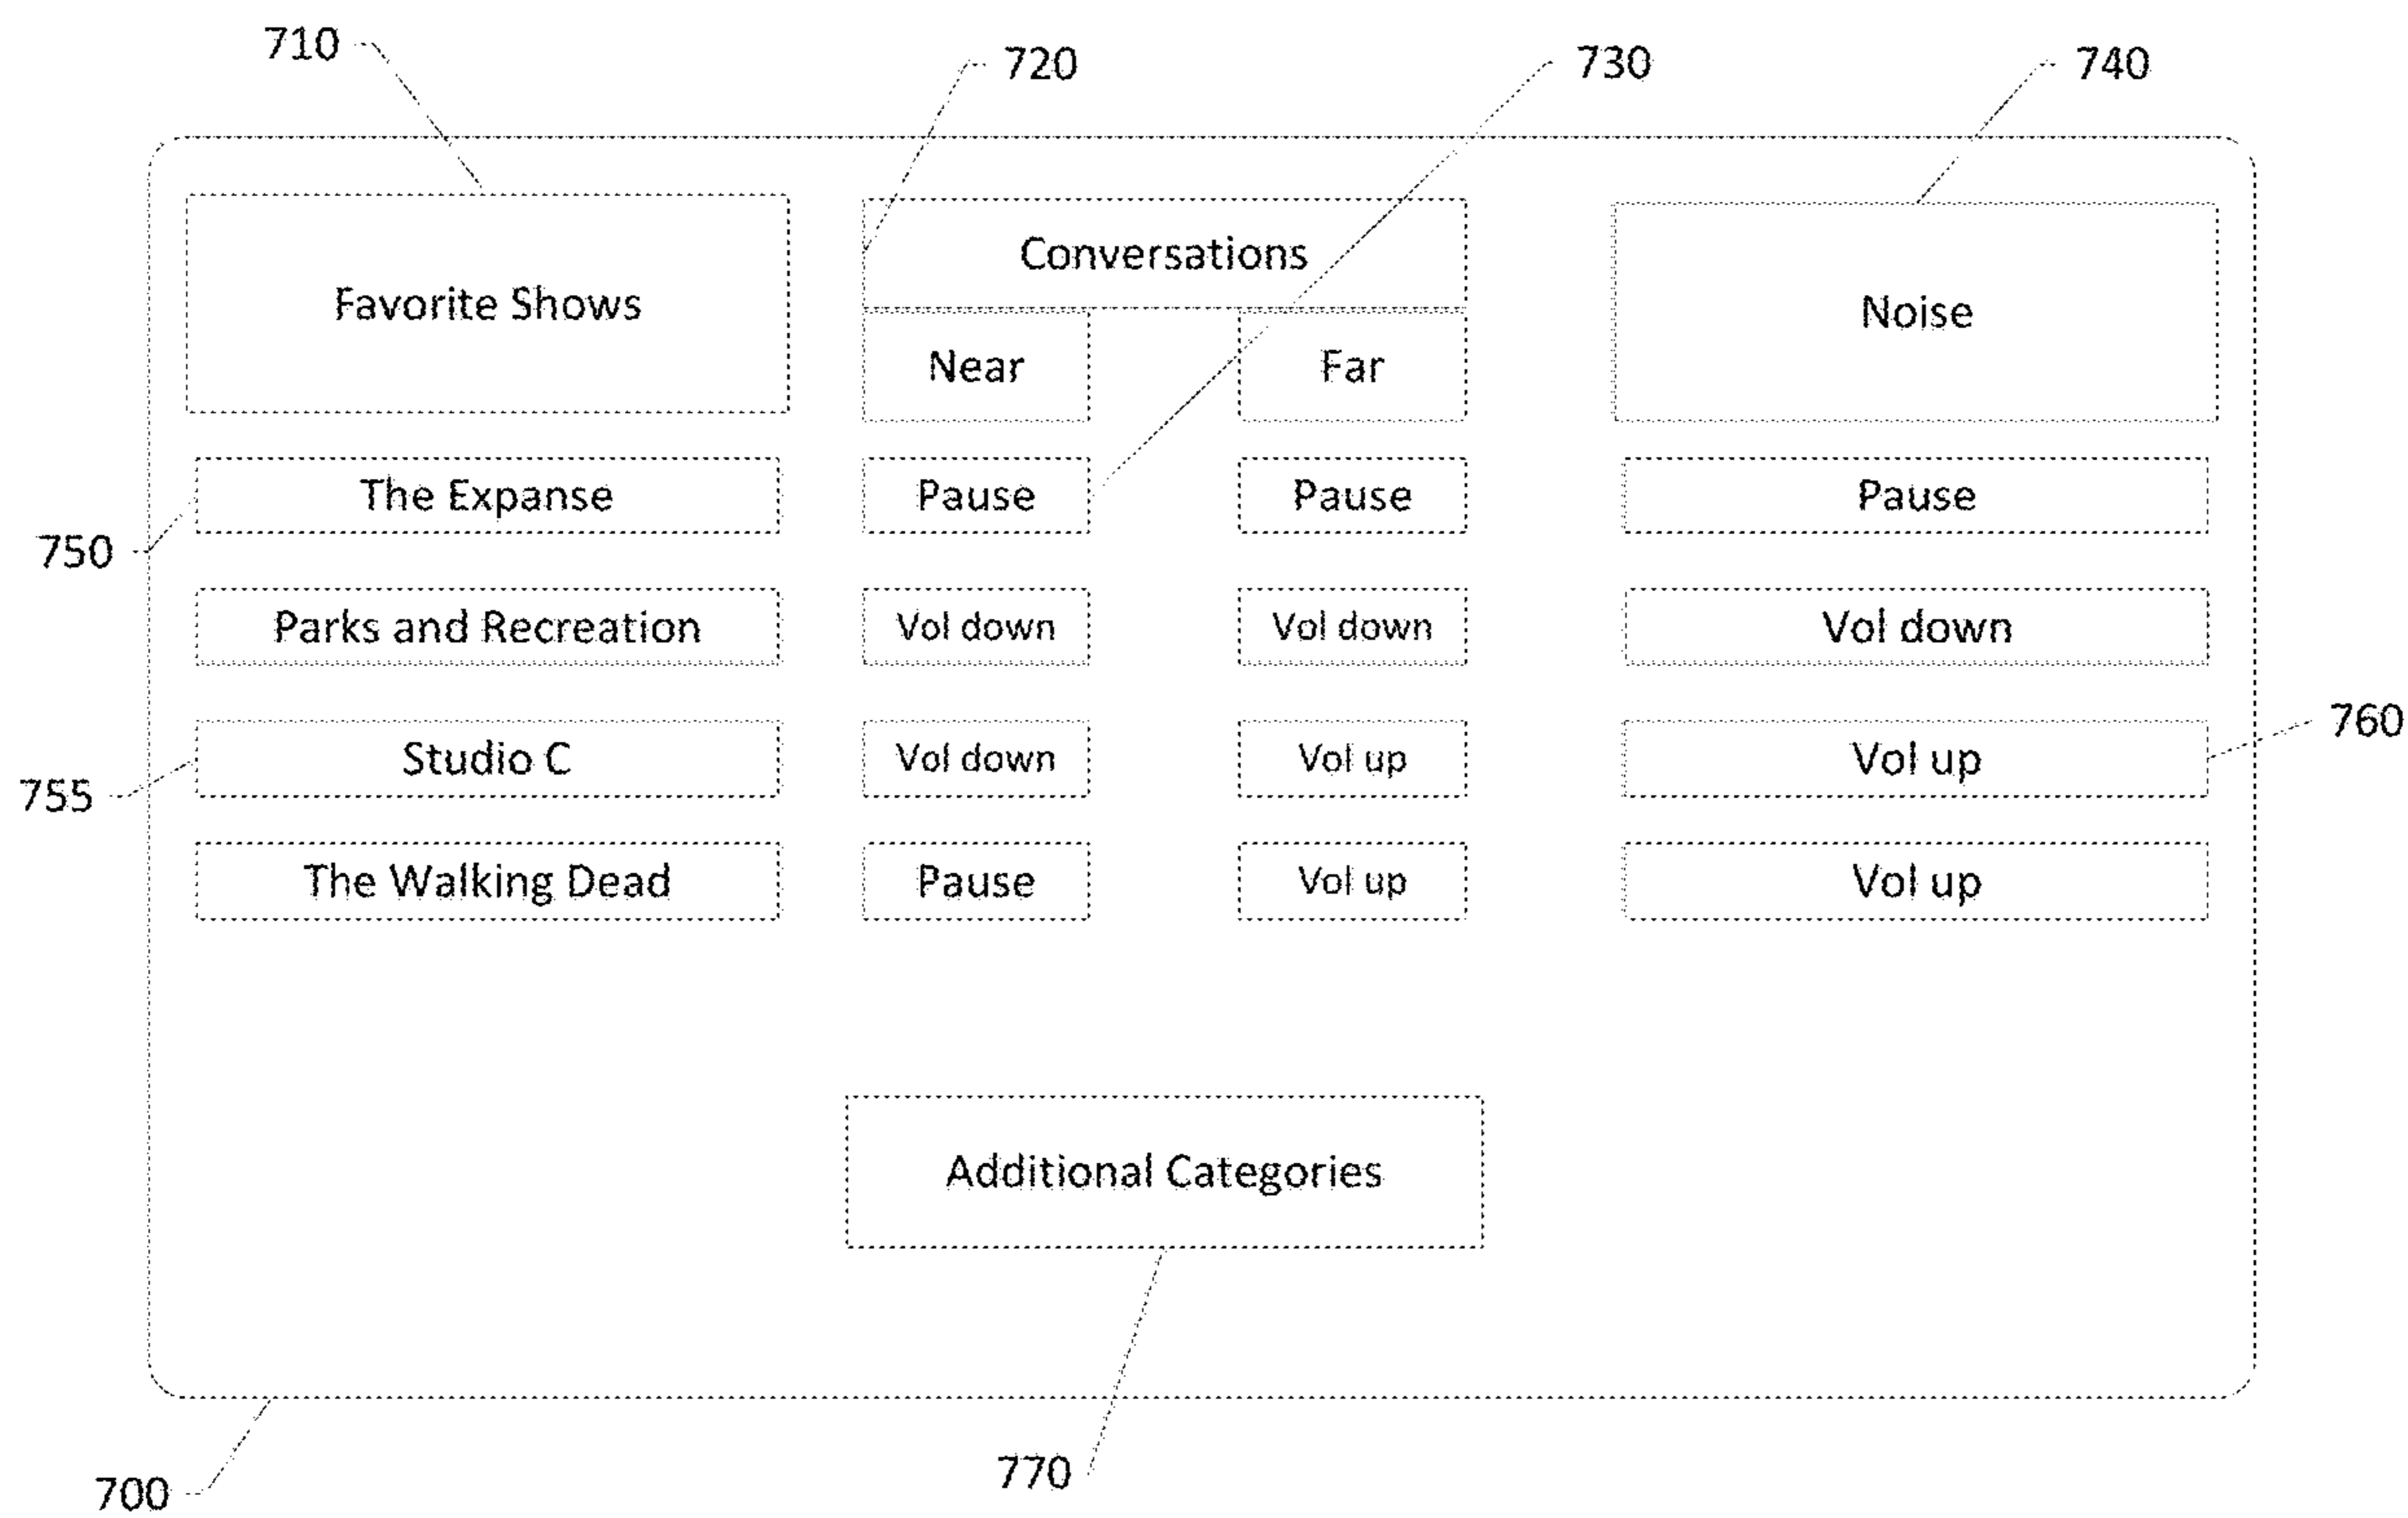 710
720
730
740
Favorite Shows
Conversations
Noise
Near
Far
The Expanse
Pause
Pause
Pause
750
Parks and Recreation
Vol down
Vol down
Vol down
Studio C
Vol down
Vol up
Vol up
760
755
The Walking Dead
Pause
Vol up
Vol up
Additional Categories
770
700